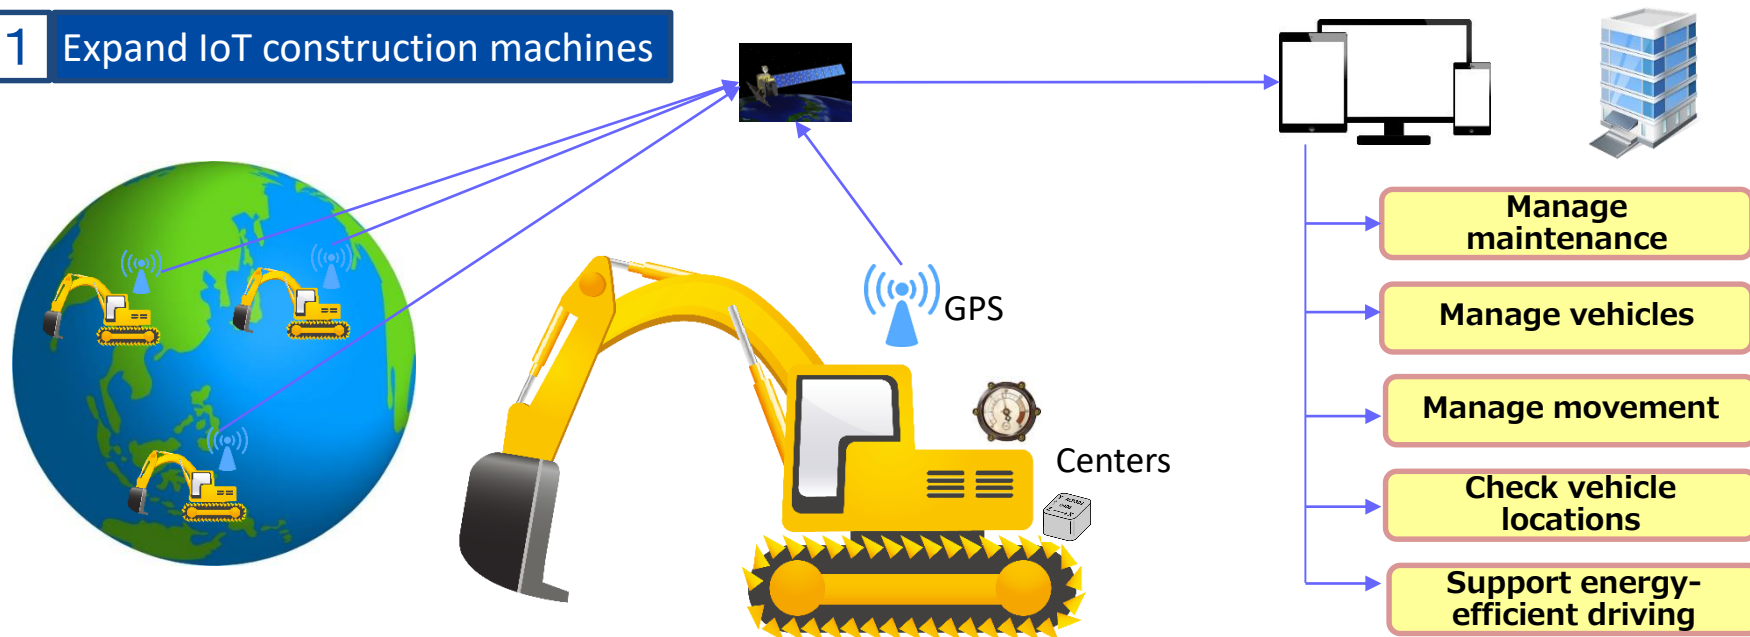 1
Expand IoT construction machines
GPS
Centers
Manage
maintenance
Manage vehicles
Manage movement
Check vehicle
locations
Support energy-
efficient driving